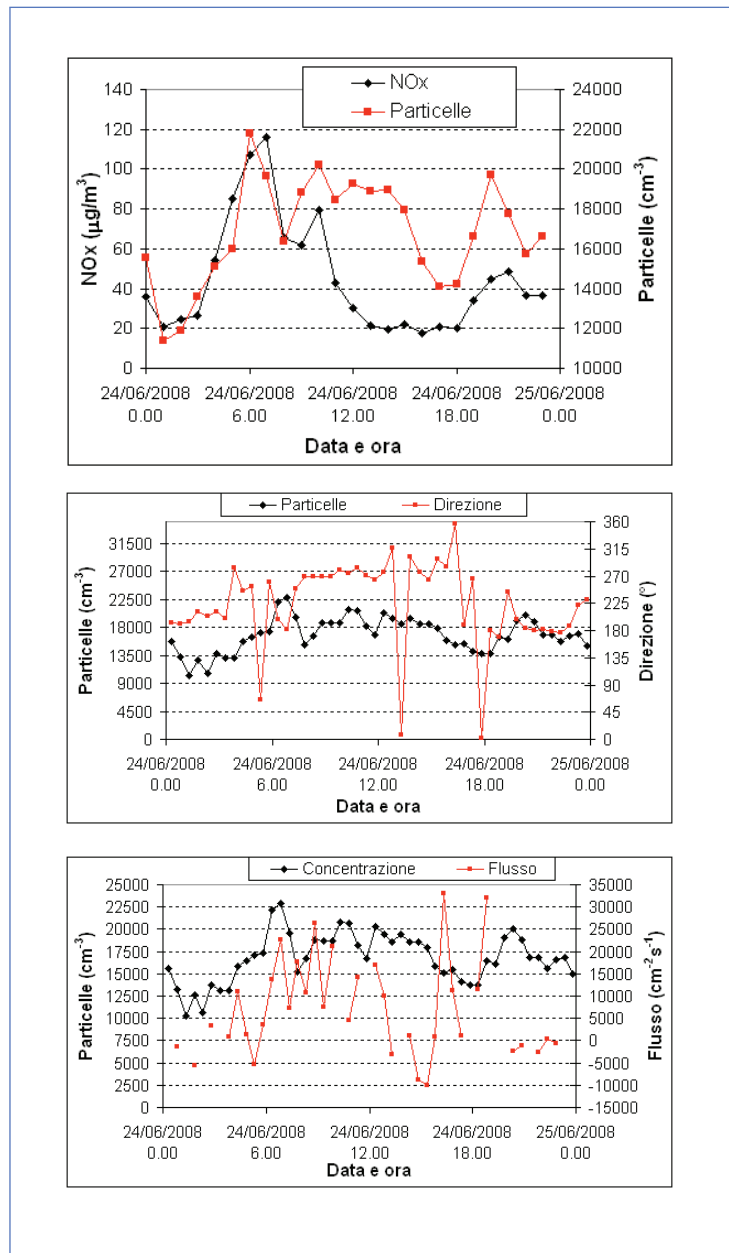 NOx
Particelle
140
120
100
80
60
40
20
0
NOx (µg/m³)
24000
22000
20000
18000
16000
14000
12000
10000
Particelle (cm⁻³)
24/06/2008 24/06/2008 24/06/2008 24/06/2008 25/06/2008
0.00 6.00 12.00 18.00 0.00
Data e ora
Particelle Direzione
31500
27000
22500
18000
13500
9000
4500
0
Particelle (cm⁻³)
360
315
270
225
180
135
90
45
0
Direzione (°)
24/06/2008 24/06/2008 24/06/2008 24/06/2008 25/06/2008
0.00 6.00 12.00 18.00 0.00
Data e ora
Concentrazione Flusso
25000
22500
20000
17500
15000
12500
10000
7500
5000
2500
0
Particelle (cm⁻³)
35000
30000
25000
20000
15000
10000
5000
0
-5000
-10000
-15000
Flusso (cm⁻² s⁻¹)
24/06/2008 24/06/2008 24/06/2008 24/06/2008 25/06/2008
0.00 6.00 12.00 18.00 0.00
Data e ora